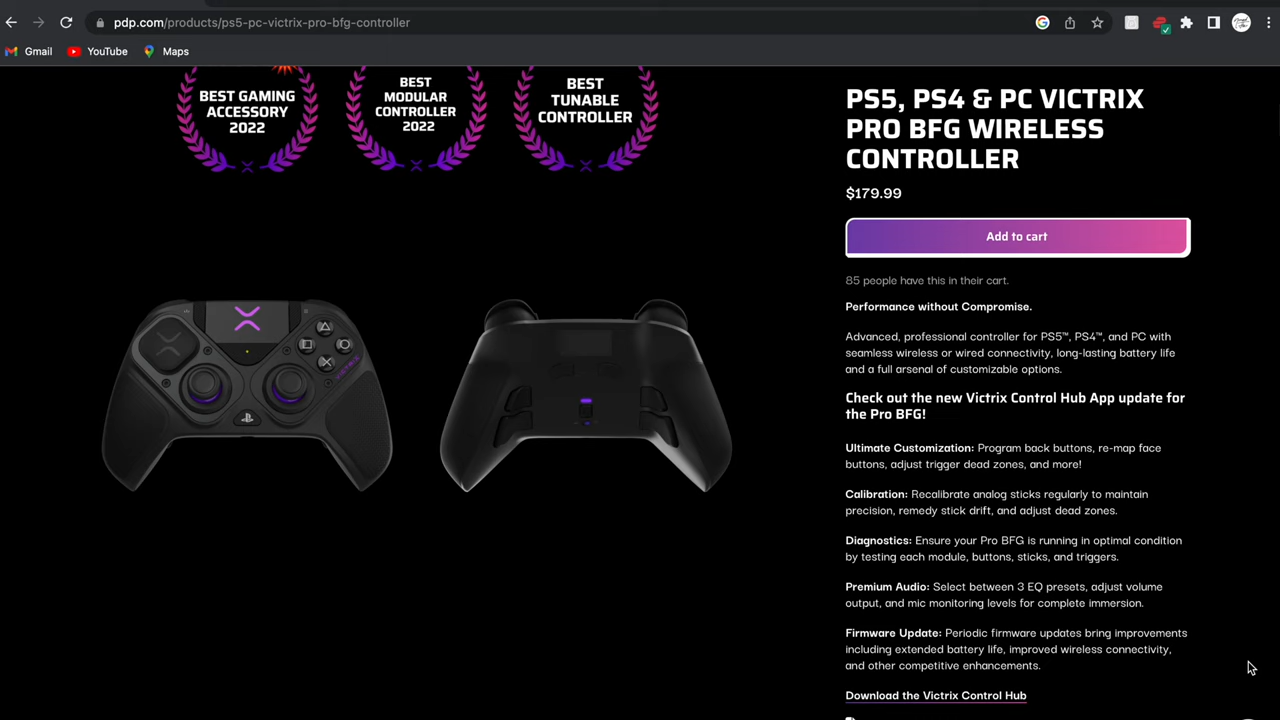 pdp.com/products/ps5-pc-victrix-pro-bfg-controller
Gmail
YouTube
Maps
BEST GAMING
ACCESSORY
2022
BEST
MODULAR
CONTROLLER
2022
BEST
TUNABLE
CONTROLLER
PS5, PS4 & PC VICTRIX
PRO BFG WIRELESS
CONTROLLER
$179.99
Add to cart
85 people have this in their cart.
Performance without Compromise.
Advanced, professional controller for PS5™, PS4™, and PC with
seamless wireless or wired connectivity, long-lasting battery life
and a full arsenal of customizable options.
Check out the new Victrix Control Hub App update for
the Pro BFG!
Ultimate Customization: Program back buttons, re-map face
buttons, adjust trigger dead zones, and more!
Calibration: Recalibrate analog sticks regularly to maintain
precision, remedy stick drift, and adjust dead zones.
Diagnostics: Ensure your Pro BFG is running in optimal condition
by testing each module, buttons, sticks, and triggers.
Premium Audio: Select between 3 EQ presets, adjust volume
output, and mic monitoring levels for complete immersion.
Firmware Update: Periodic firmware updates bring improvements
including extended battery life, improved wireless connectivity,
and other competitive enhancements.
Download the Victrix Control Hub